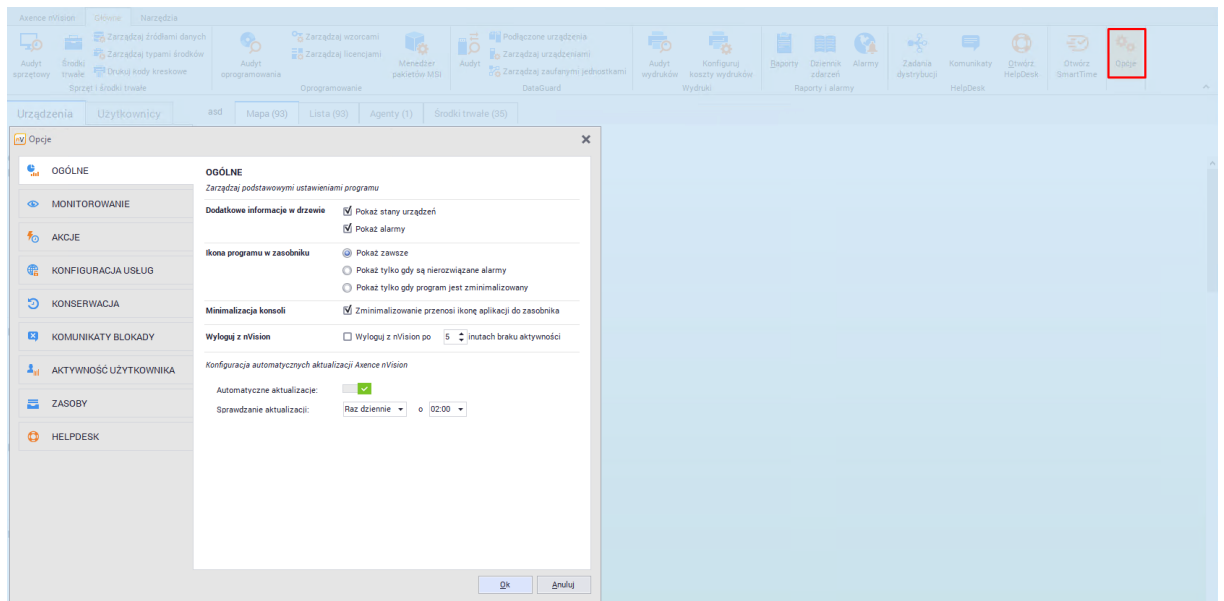 Axence nVision Główne Narzędzia
Audyt sprzętowy
Środki trwałe
Zarządzaj źródłami danych
Zarządzaj typami środków
Drukuj kody kreskowe
Sprzęt i środki trwałe
Audyt oprogramowania
Zarządzaj wzorcami
Zarządzaj licencjami
Menedżer pakietów MSI
Oprogramowanie
Audyt
Podłączone urządzenia
Zarządzaj urządzeniami
Zarządzaj zaufanymi jednostkami
DataGuard
Audyt wydruków
Konfiguruj koszty wydruków
Wydruki
Raporty
Dziennik zdarzeń
Alarmy
Raporty i alarmy
Zadania dystrybucji
Komunikaty
Otwórz HelpDesk
HelpDesk
Otwórz SmartTime
Opcje
Urządzenia Użytkownicy asd Mapa (93) Lista (93) Agenty (1) Środki trwałe (35)
nV Opcje
OGÓLNE
MONITOROWANIE
AKCJE
KONFIGURACJA USŁUG
KONSERWACJA
KOMUNIKATY BLOKADY
AKTYWNOŚĆ UŻYTKOWNIKA
ZASOBY
HELPDESK
OGÓLNE
Zarządzaj podstawowymi ustawieniami programu
Dodatkowe informacje w drzewie Pokaż stany urządzeń
Pokaż alarmy
Ikona programu w zasobniku Pokaż zawsze
Pokaż tylko gdy są nierozwiązane alarmy
Pokaż tylko gdy program jest zminimalizowany
Minimalizacja konsoli Zminimalizowanie przenosi ikonę aplikacji do zasobnika
Wyloguj z nVision Wyloguj z nVision po 5 inutach braku aktywności
Konfiguracja automatycznych aktualizacji Axence nVision
Automatyczne aktualizacje:
Sprawdzanie aktualizacji: Raz dziennie o 02:00
Ok Anuluj